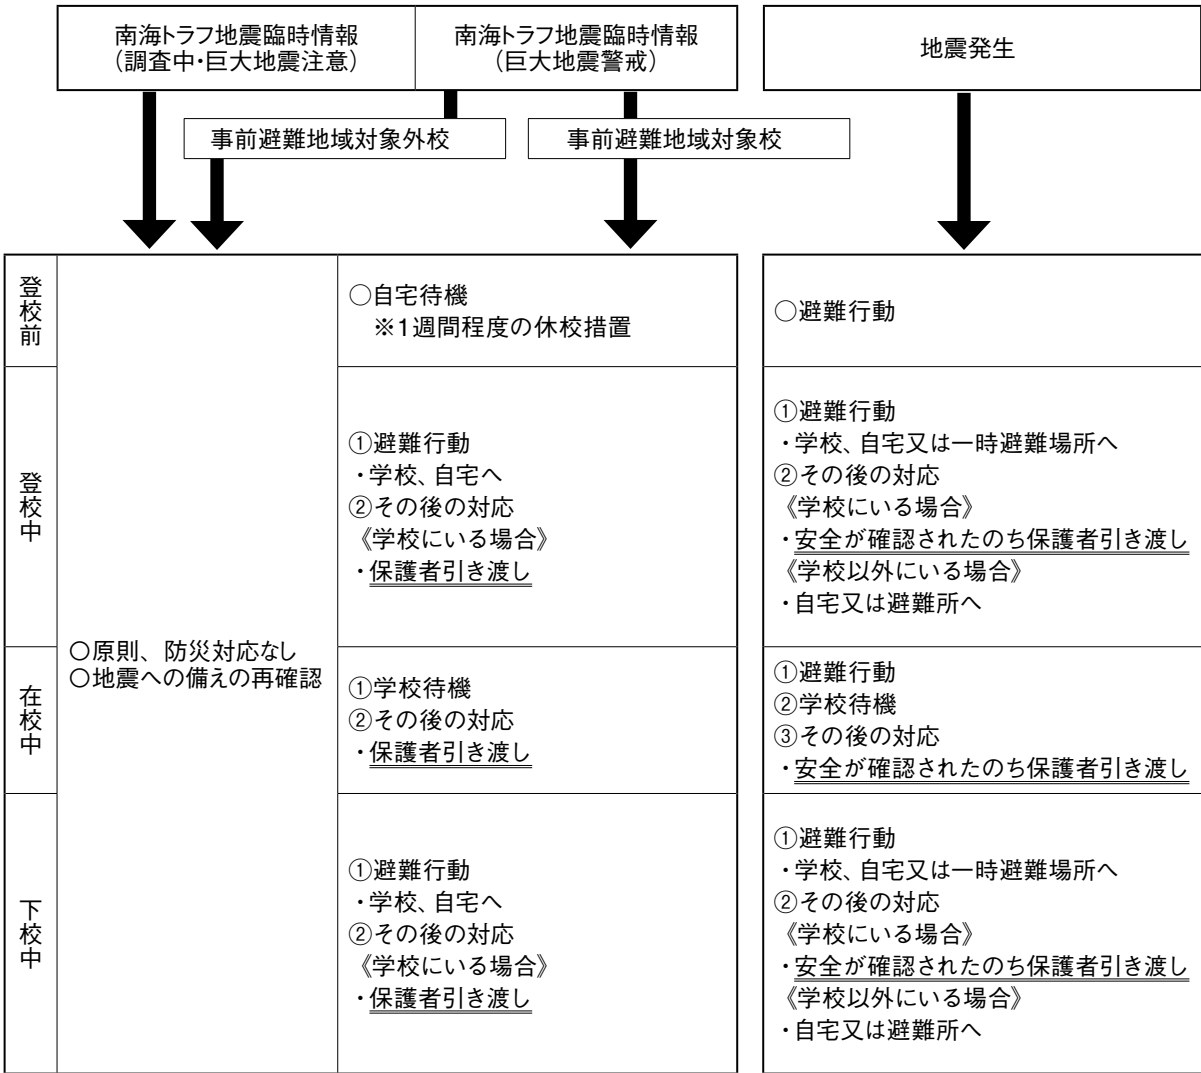 南海トラフ地震臨時情報
（調査中・巨大地震注意）
南海トラフ地震臨時情報
（巨大地震警戒）
地震発生
事前避難地域対象外校
事前避難地域対象校
登校前
○自宅待機
※1週間程度の休校措置
○避難行動
登校中
①避難行動
・学校、自宅へ
②その後の対応
《学校にいる場合》
・保護者引き渡し
①避難行動
・学校、自宅又は一時避難場所へ
②その後の対応
《学校にいる場合》
・安全が確認されたのち保護者引き渡し
《学校以外にいる場合》
・自宅又は避難所へ
○原則、防災対応なし
○地震への備えの再確認
在校中
①学校待機
②その後の対応
・保護者引き渡し
①避難行動
②学校待機
③その後の対応
・安全が確認されたのち保護者引き渡し
下校中
①避難行動
・学校、自宅へ
②その後の対応
《学校にいる場合》
・保護者引き渡し
①避難行動
・学校、自宅又は一時避難場所へ
②その後の対応
《学校にいる場合》
・安全が確認されたのち保護者引き渡し
《学校以外にいる場合》
・自宅又は避難所へ